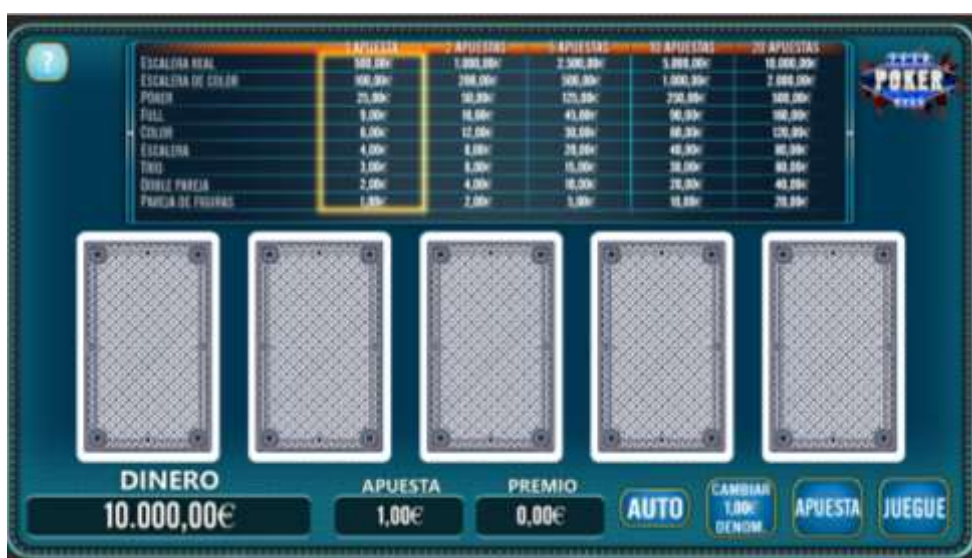 ?
1 APUESTA 2 APUESTAS 5 APUESTAS 10 APUESTAS 20 APUESTAS
ESCALERA REAL 500,00€ 1.000,00€ 2.500,00€ 5.000,00€ 10.000,00€
ESCALERA DE COLOR 100,00€ 200,00€ 500,00€ 1.000,00€ 2.000,00€
POKER 25,00€ 50,00€ 125,00€ 250,00€ 500,00€
FULL 9,00€ 18,00€ 45,00€ 90,00€ 180,00€
COLOR 6,00€ 12,00€ 30,00€ 60,00€ 120,00€
ESCALERA 4,00€ 8,00€ 20,00€ 40,00€ 80,00€
TRIO 3,00€ 6,00€ 15,00€ 30,00€ 60,00€
DOBLE PAREJA 2,00€ 4,00€ 10,00€ 20,00€ 40,00€
PAREJA DE FIGURAS 1,00€ 2,00€ 5,00€ 10,00€ 20,00€
POKER
DINERO
10.000,00€
APUESTA
1,00€
PREMIO
0,00€
AUTO
CAMBIAR
1,00€
DENOM.
APUESTA
JUEGUE